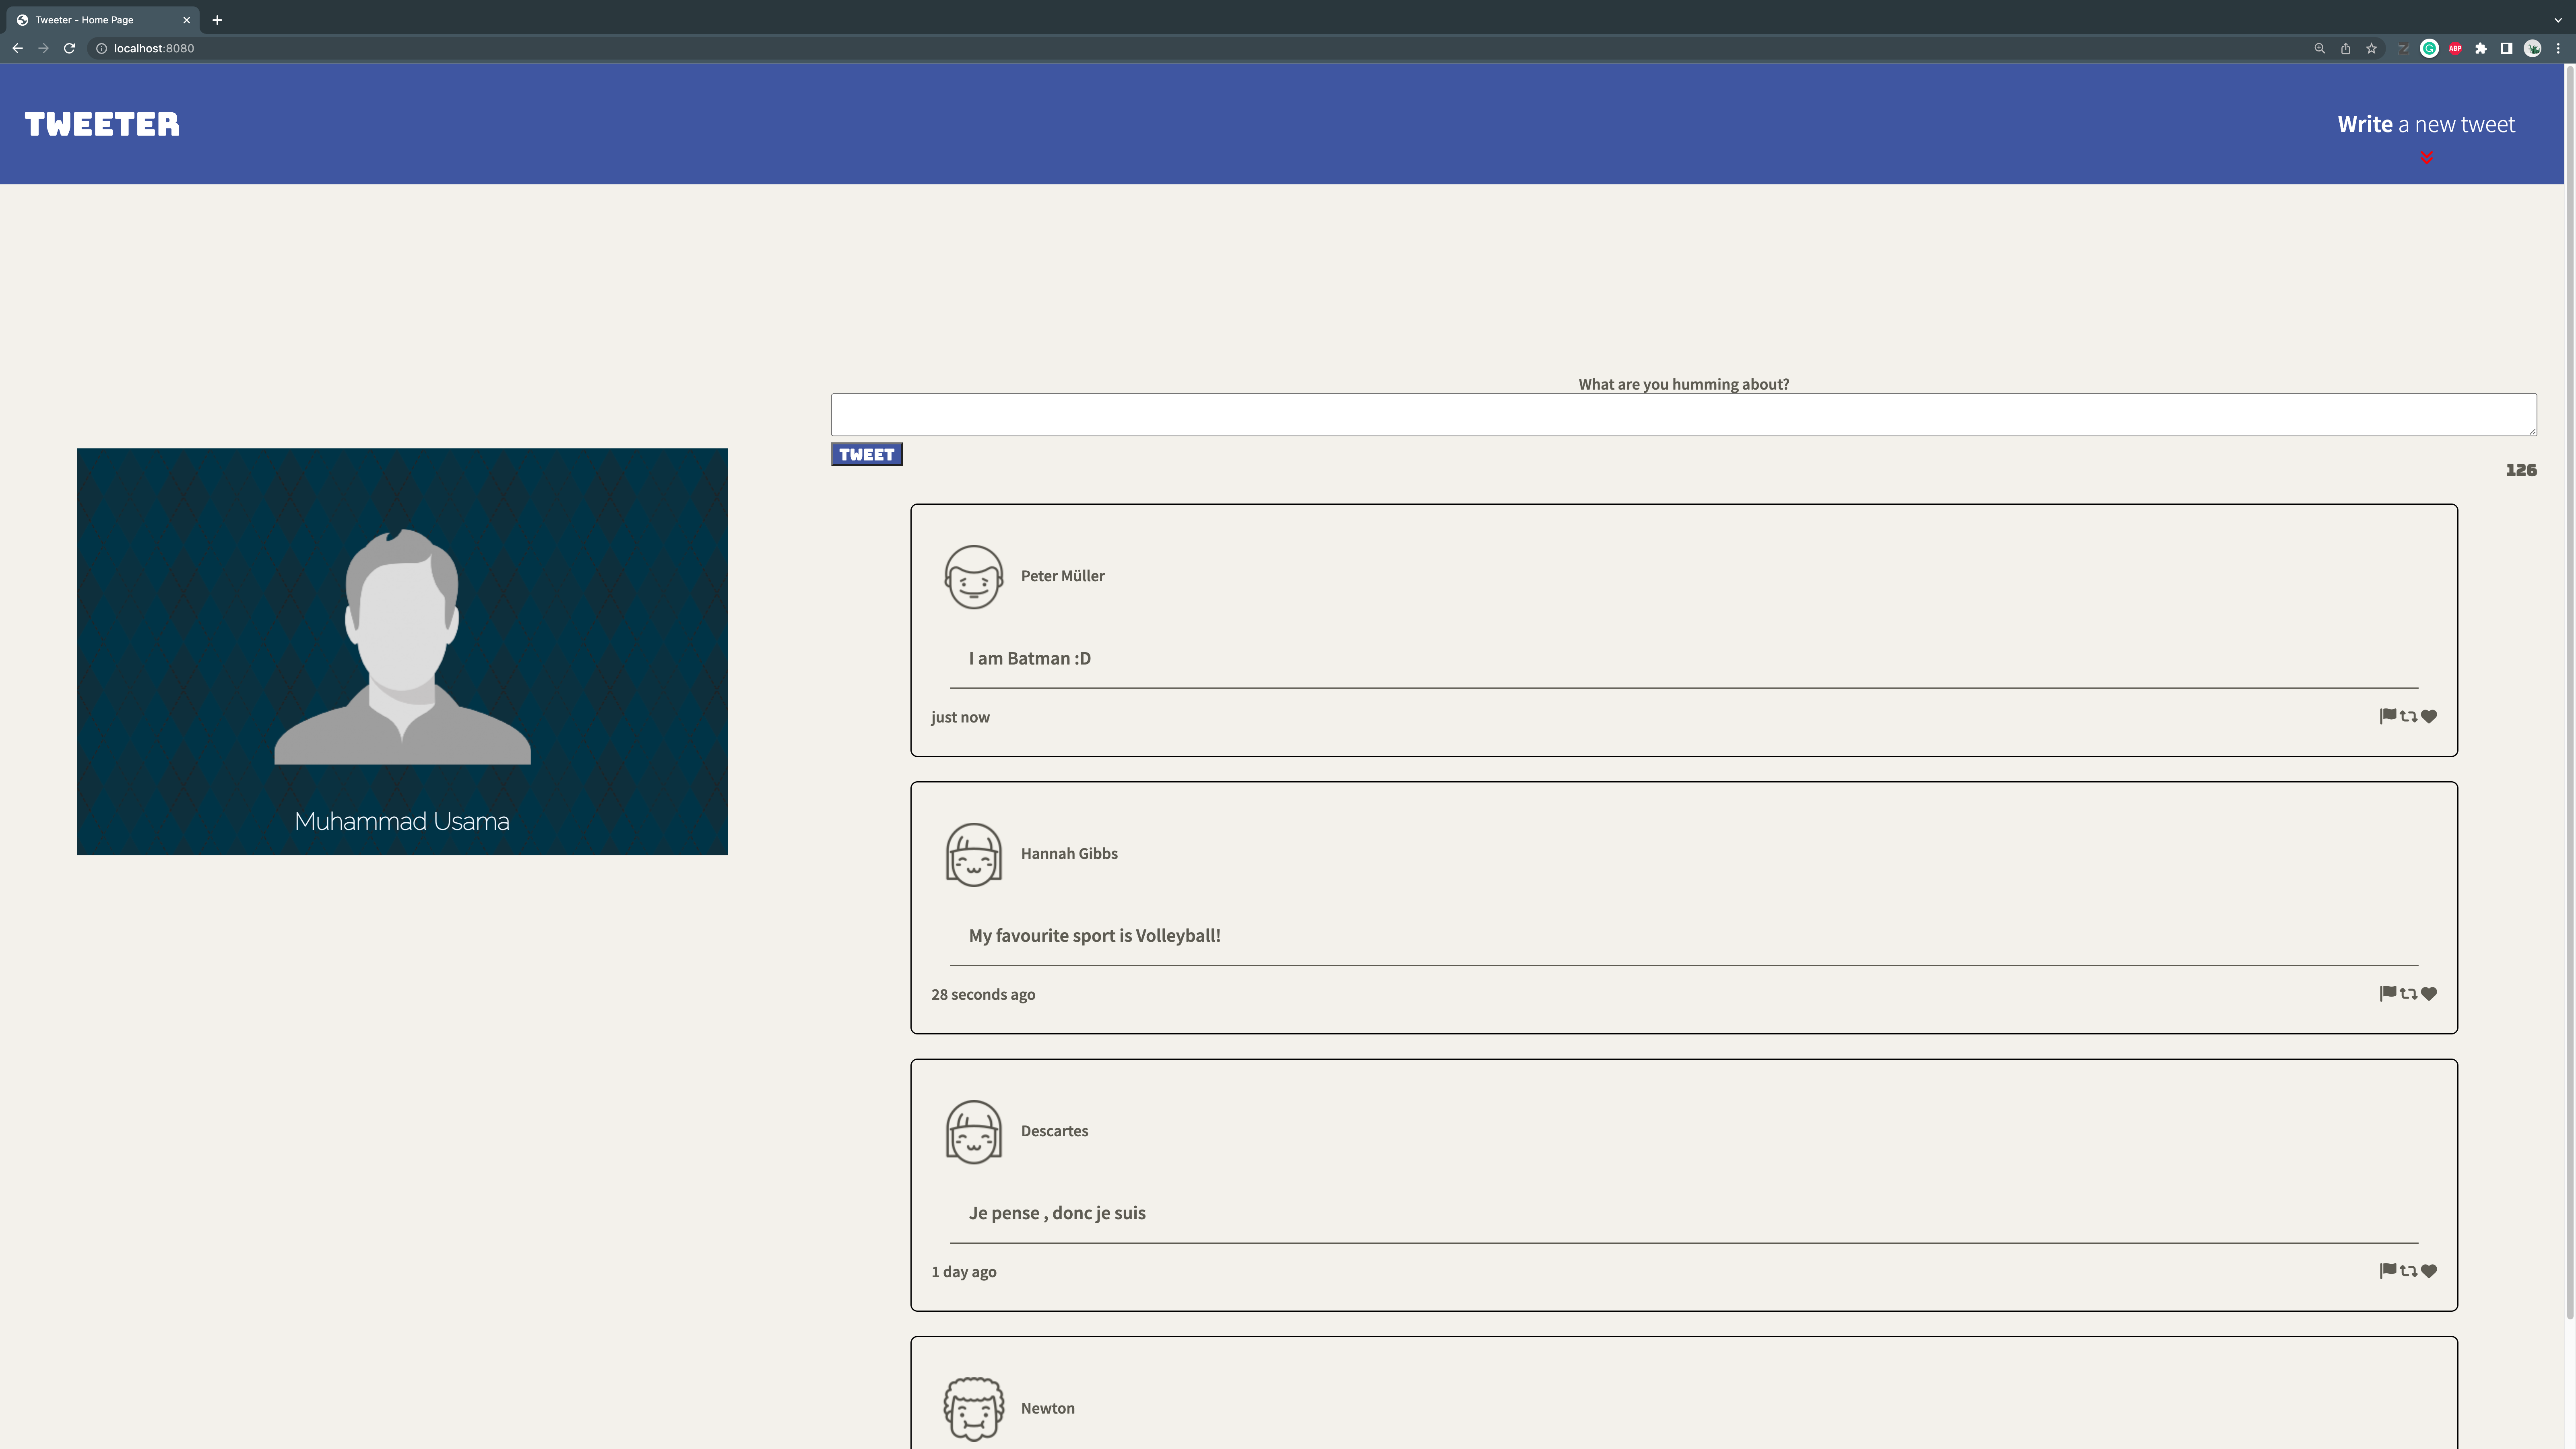 Tweeter - Home Page
localhost:8080
ABP
TWEETER
Write a new tweet
What are you humming about?
TWEET
126
Muhammad Usama
Peter Müller
I am Batman :D
just now
Hannah Gibbs
My favourite sport is Volleyball!
28 seconds ago
Descartes
Je pense , donc je suis
1 day ago
Newton